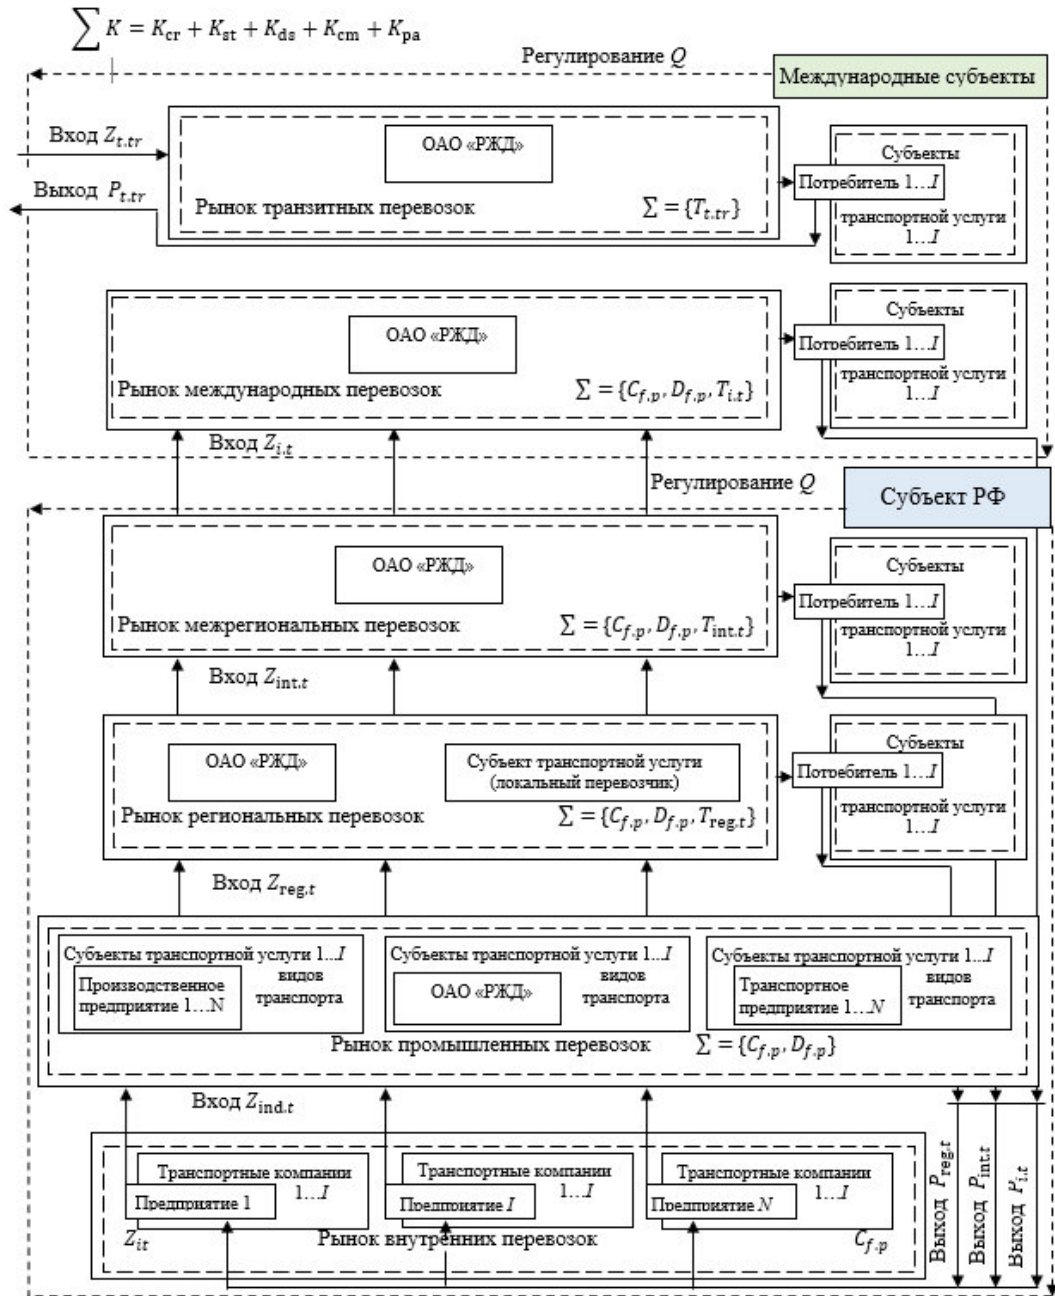 ∑ K = K_cr + K_st + K_ds + K_cm + K_pa
Регулирование Q
Международные субъекты
Вход Z_t.tr
Выход P_t.tr
ОАО «РЖД»
Рынок транзитных перевозок
∑ = {T_t.tr}
Субъекты
Потребитель 1…I
транспортной услуги
1…I
ОАО «РЖД»
Рынок международных перевозок
∑ = {C_f.p, D_f.p, T_i.t}
Субъекты
Потребитель 1…I
транспортной услуги
1…I
Вход Z_i.t
Регулирование Q
Субъект РФ
ОАО «РЖД»
Рынок межрегиональных перевозок
∑ = {C_f.p, D_f.p, T_int.t}
Субъекты
Потребитель 1…I
транспортной услуги
1…I
Вход Z_int.t
ОАО «РЖД»
Субъект транспортной услуги
(локальный перевозчик)
Рынок региональных перевозок
∑ = {C_f.p, D_f.p, T_reg.t}
Субъекты
Потребитель 1…I
транспортной услуги
1…I
Вход Z_reg.t
Субъекты транспортной услуги 1…I
видов
транспорта
Производственное
предприятие 1…N
Субъекты транспортной услуги 1…I
видов
транспорта
ОАО «РЖД»
Субъекты транспортной услуги 1…I
видов
транспорта
Транспортное
предприятие 1…N
Рынок промышленных перевозок
∑ = {C_f.p, D_f.p}
Вход Z_ind.t
Транспортные компании
1…I
Предприятие 1
Транспортные компании
1…I
Предприятие I
Транспортные компании
1…I
Предприятие N
Z_it
Рынок внутренних перевозок
C_f.p
Выход P_reg.t
Выход P_int.t
Выход P_i.t